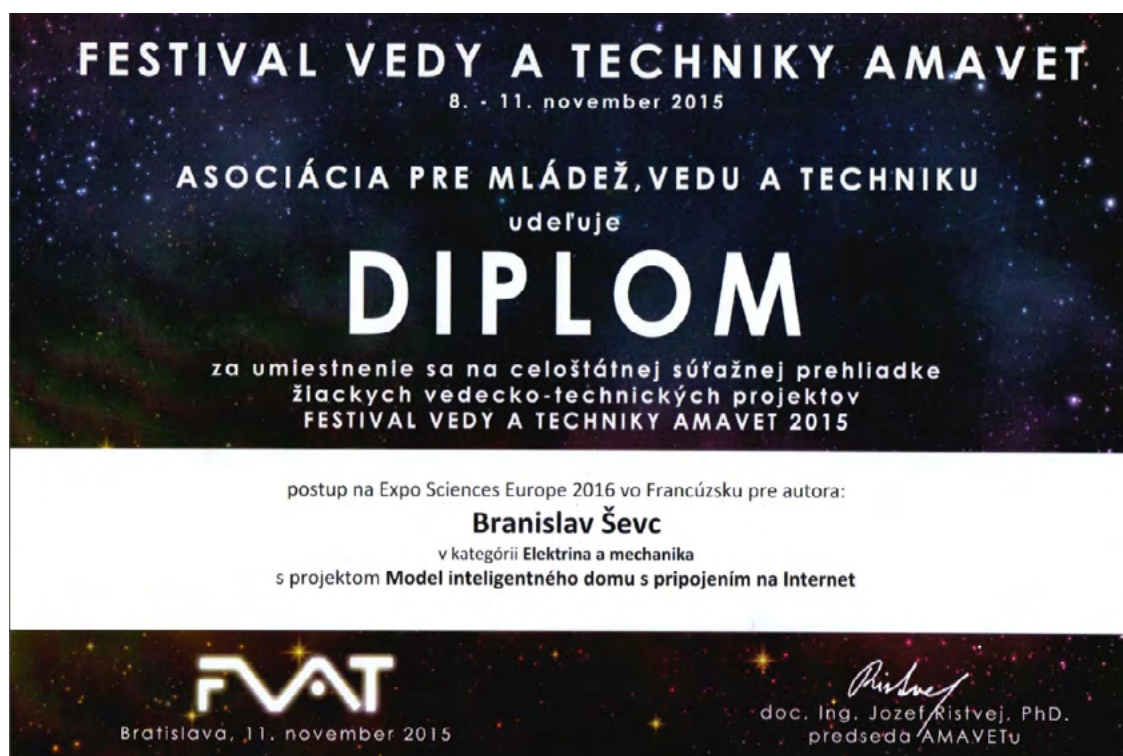 FESTIVAL VEDY A TECHNIKY AMAVET
8. - 11. november 2015
ASOCIÁCIA PRE MLÁDEŽ, VEDU A TECHNIKU
udeľuje
DIPLOM
za umiestnenie sa na celoštátnej súťažnej prehliadke
žiackych vedecko-technických projektov
FESTIVAL VEDY A TECHNIKY AMAVET 2015
postup na Expo Sciences Europe 2016 vo Francúzsku pre autora:
Branislav Ševc
v kategórii Elektrina a mechanika
s projektom Model inteligentného domu s pripojením na Internet
FVAT
Bratislava, 11. november 2015
Ristvej
doc. Ing. Jozef Ristvej, PhD.
predseda AMAVETu